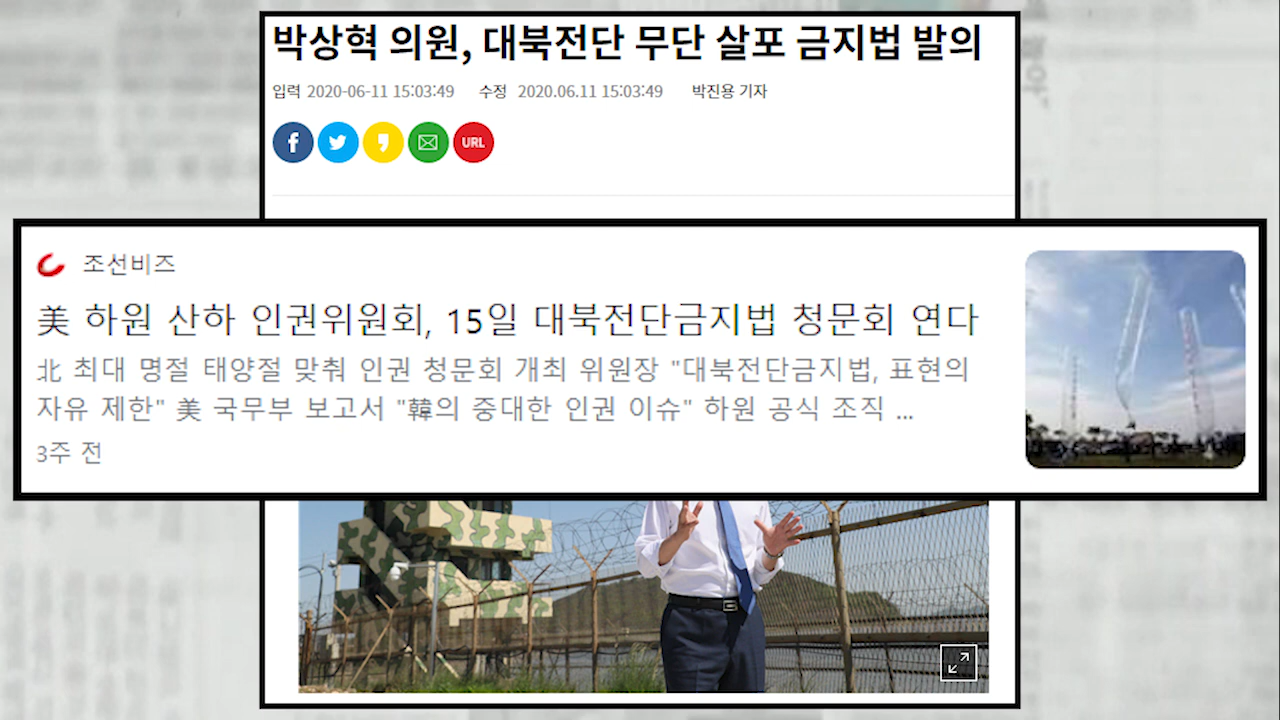 박상혁 의원, 대북전단 무단 살포 금지법 발의
입력 2020-06-11 15:03:49 수정 2020.06.11 15:03:49 박진용 기자
URL
조선비즈
美 하원 산하 인권위원회, 15일 대북전단금지법 청문회 연다
北 최대 명절 태양절 맞춰 인권 청문회 개최 위원장 "대북전단금지법, 표현의
자유 제한" 美 국무부 보고서 "韓의 중대한 인권 이슈" 하원 공식 조직 ...
3주 전